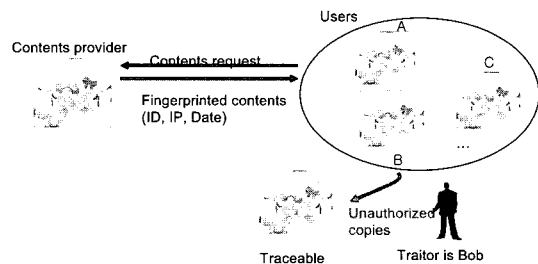 Users
A
Contents provider
Contents request
C
Fingerprinted contents
(ID, IP, Date)
...
B
Unauthorized
copies
Traceable
Traitor is Bob